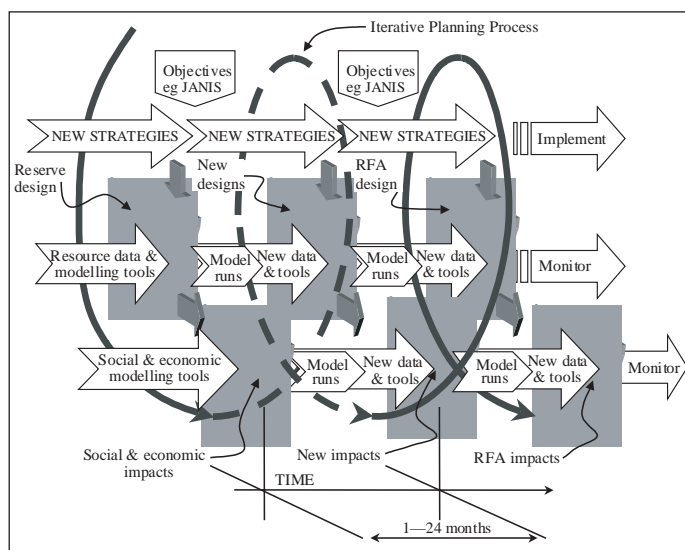 Iterative Planning Process
Objectives
eg JANIS
Objectives
eg JANIS
NEW STRATEGIES
NEW STRATEGIES
NEW STRATEGIES
Implement
Reserve
design
New
designs
RFA
design
Resource data &
modelling tools
Model
runs
New data
& tools
Model
runs
New data
& tools
Monitor
Social & economic
modelling tools
Model
runs
New data
& tools
Model
runs
New data
& tools
Monitor
Social & economic
impacts
New impacts
RFA impacts
TIME
1—24 months